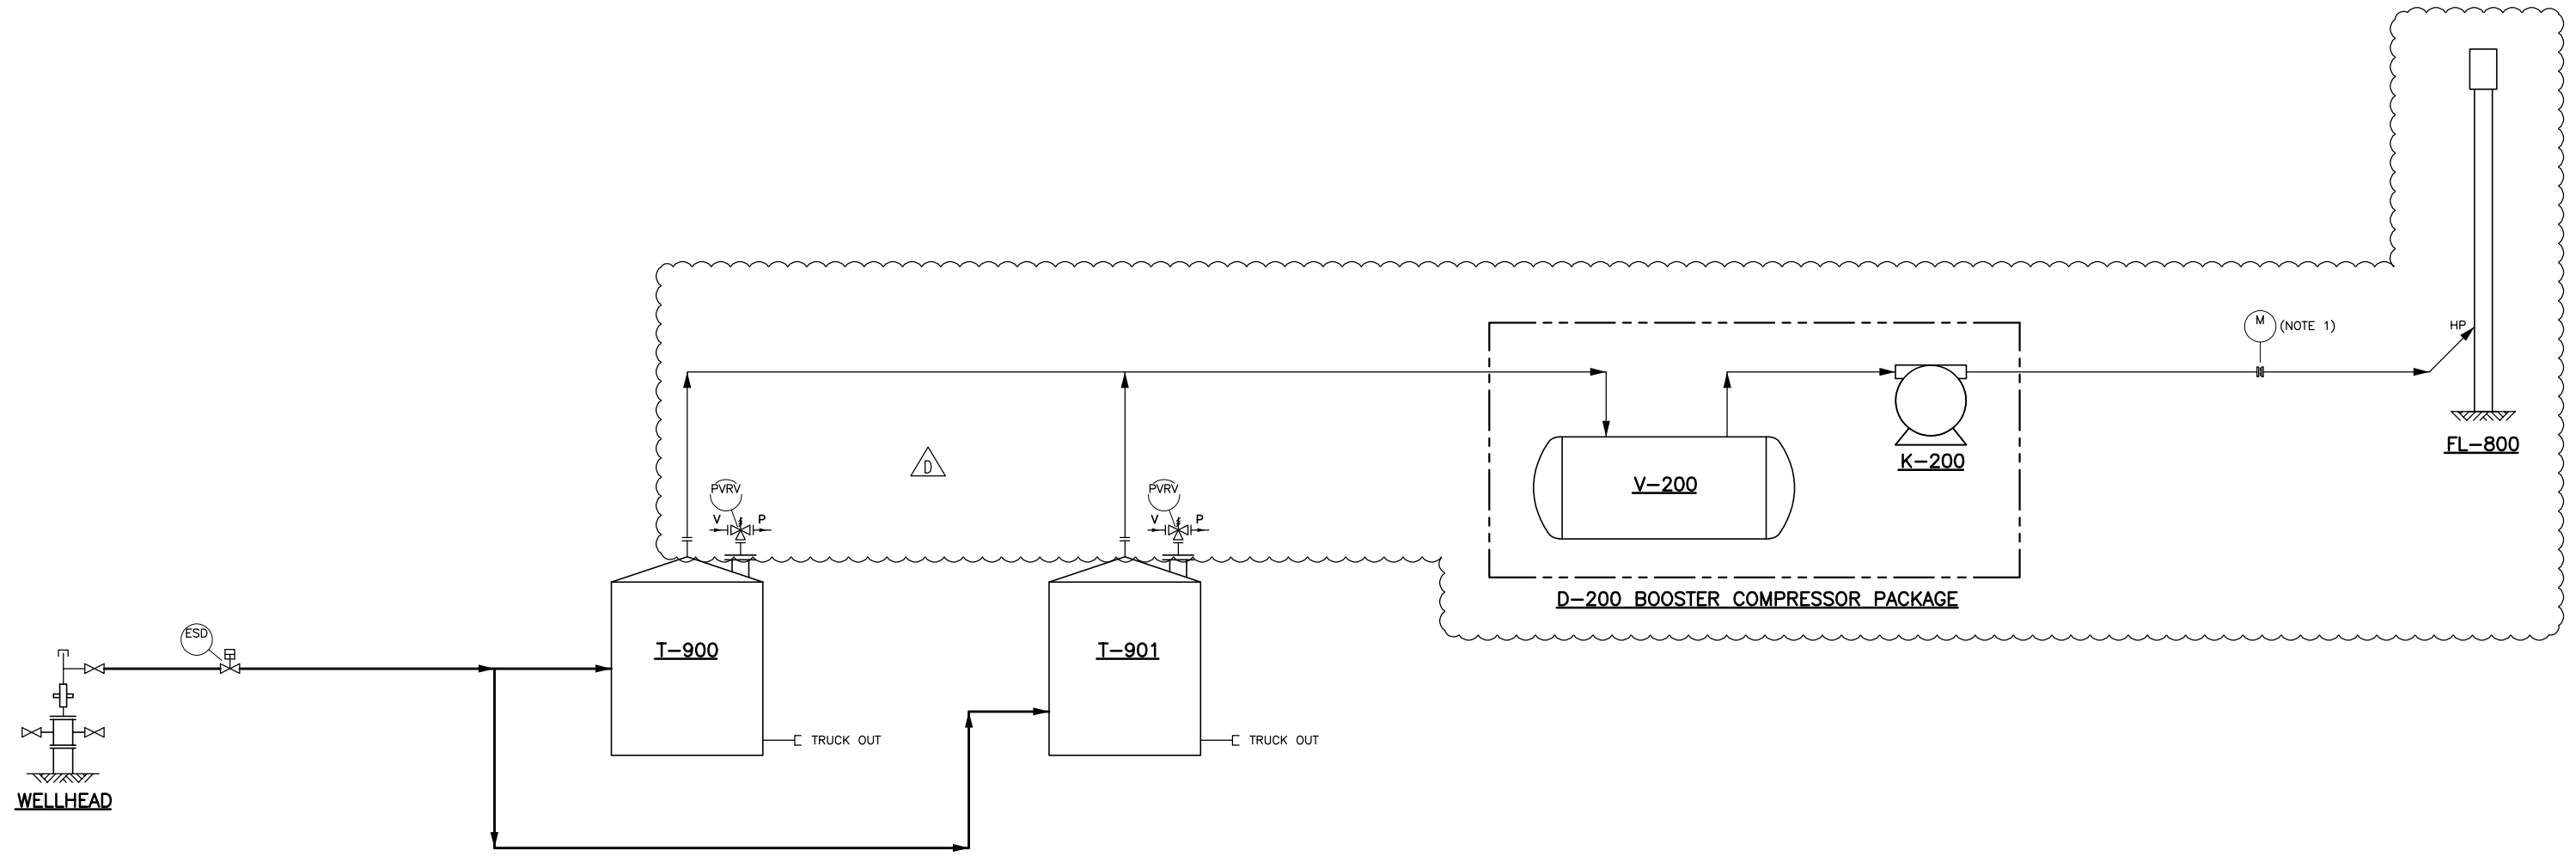 M
(NOTE 1)
HP
FL-800
K-200
D
V-200
PVRV
V
P
PVRV
V
P
D-200 BOOSTER COMPRESSOR PACKAGE
ESD
T-900
T-901
TRUCK OUT
TRUCK OUT
WELLHEAD